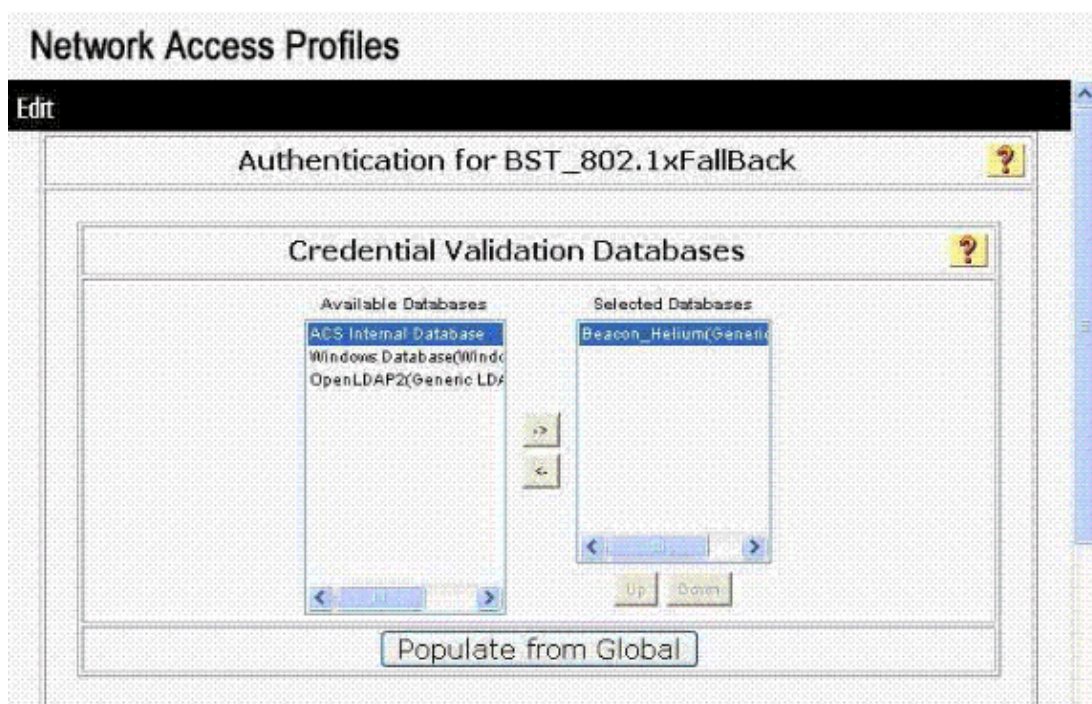 Network Access Profiles
Edit
Authentication for BST_802.1xFallBack
?
Credential Validation Databases
?
Available Databases
Selected Databases
ACS Internal Database
Beacon_Helium(Generic
Windows Database(Windo
OpenLDAP2(Generic LDA
->
<-
Up
Down
Populate from Global